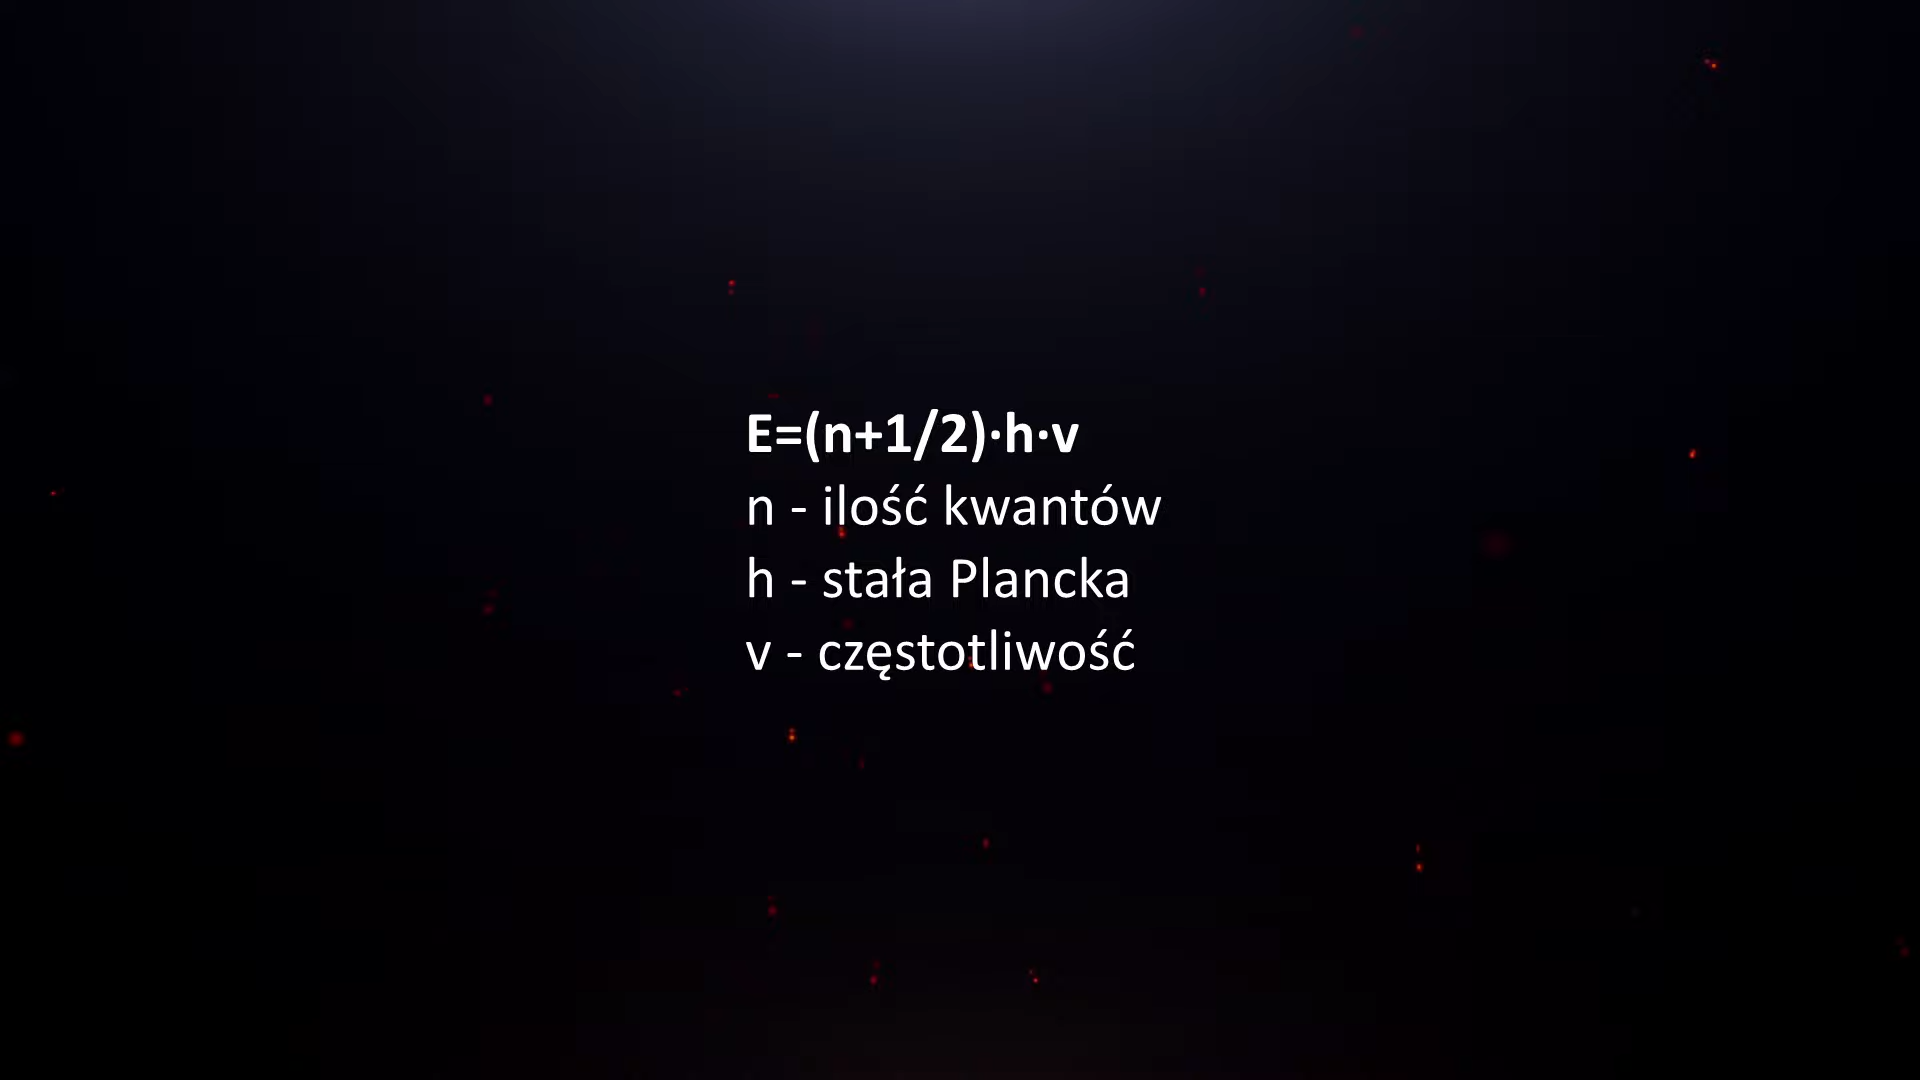 E=(n+1/2)·h·v
n - ilość kwantów
h - stała Plancka
v - częstotliwość